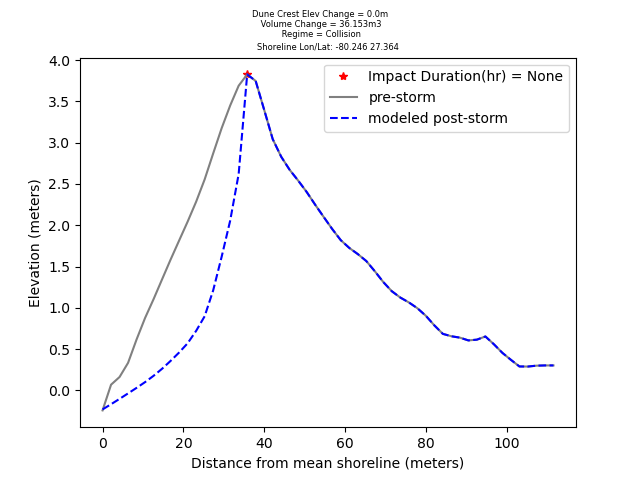 Dune Crest Elev Change = 0.0m
Volume Change = 36.153m3
Regime = Collision
Shoreline Lon/Lat: -80.246 27.364
Impact Duration(hr) = None
pre-storm
modeled post-storm
Elevation (meters)
4.0
3.5
3.0
2.5
2.0
1.5
1.0
0.5
0.0
0
20
40
60
80
100
Distance from mean shoreline (meters)